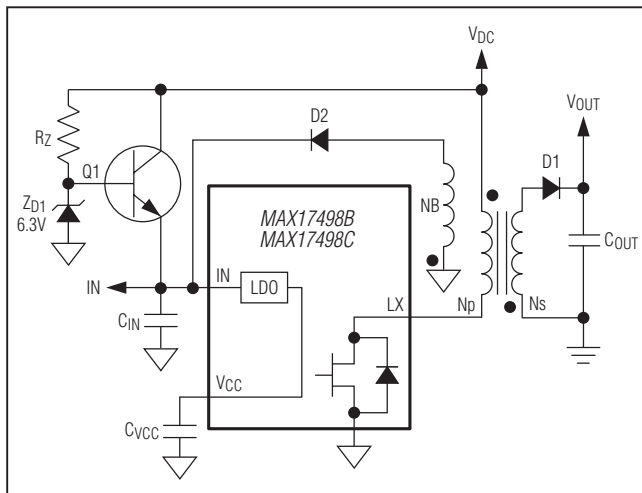 VDC
VOUT
D2
D1
RZ
Q1
ZD1
6.3V
NB
MAX17498B
MAX17498C
COUT
IN
IN
LDO
LX
Np
Ns
CIN
VCC
CVCC